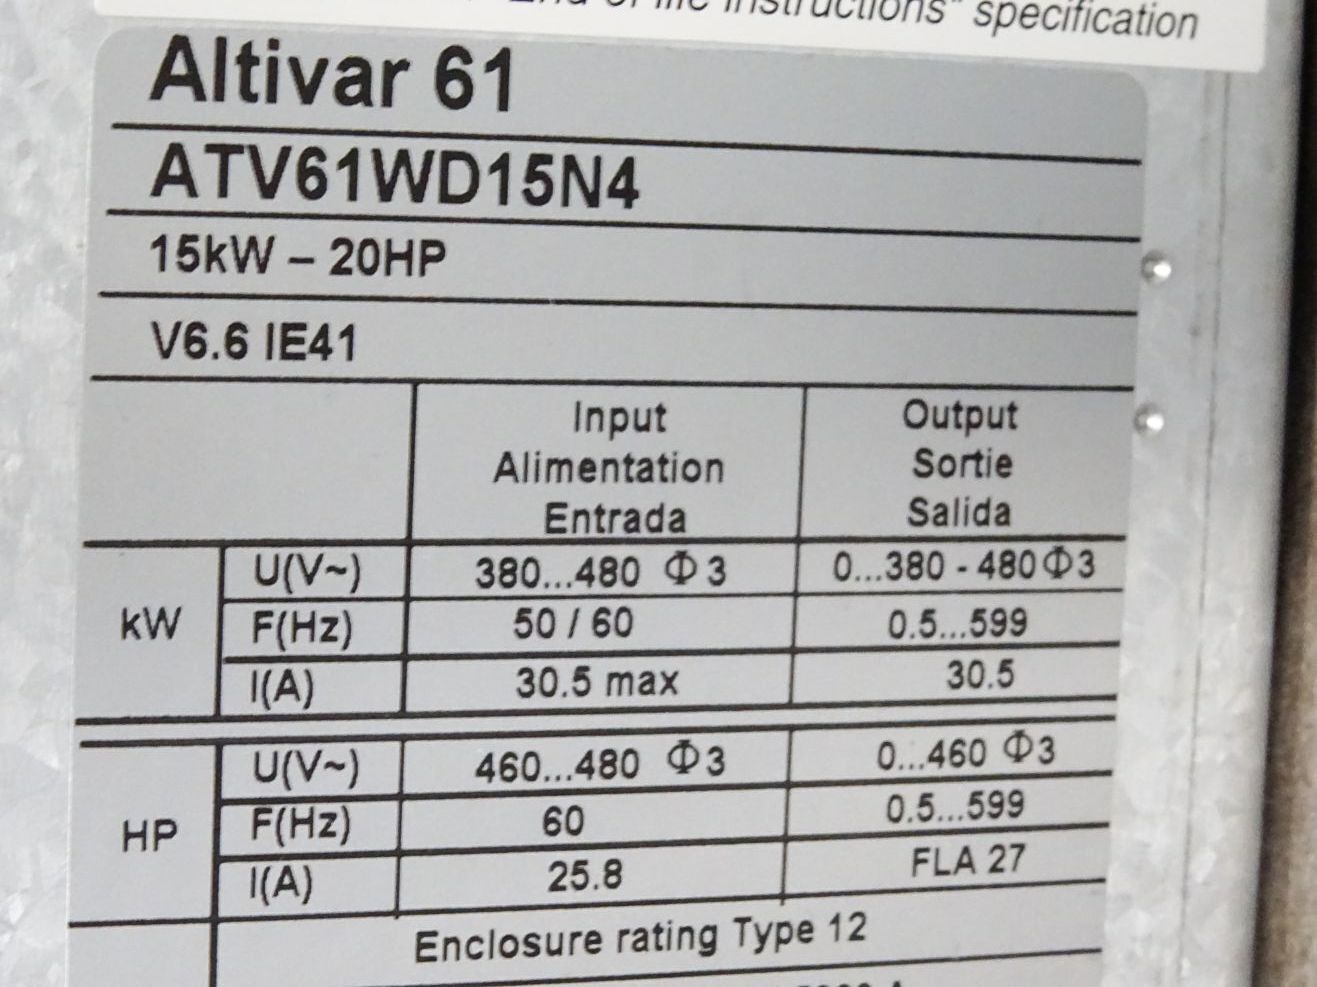 instructions" specification
Altivar 61
ATV61WD15N4
15kW – 20HP
V6.6 IE41
Input Output
Alimentation Sortie
Entrada Salida
kW
U(V~) 380...480 Φ3 0...380 - 480Φ3
F(Hz) 50 / 60 0.5...599
I(A) 30.5 max 30.5
HP
U(V~) 460...480 Φ3 0...460 Φ3
F(Hz) 60 0.5...599
I(A) 25.8 FLA 27
Enclosure rating Type 12